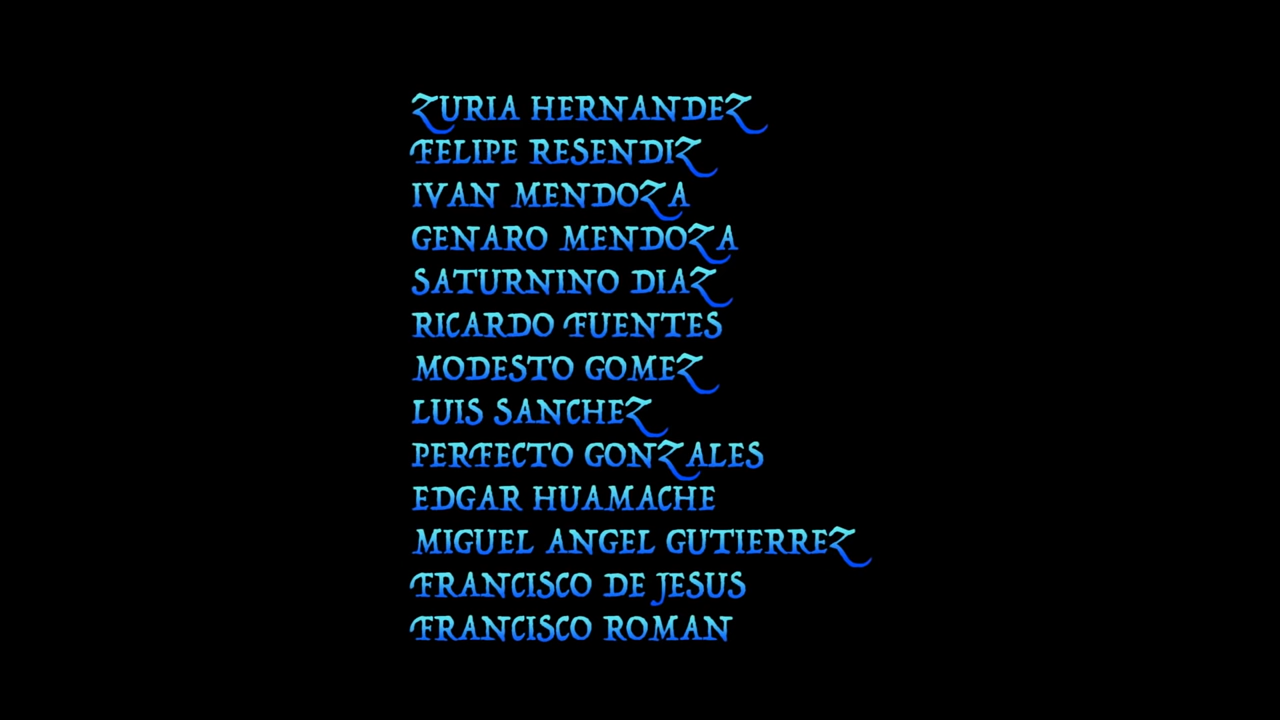 ZURIA HERNANDEZ
FELIPE RESENDIZ
IVAN MENDOZA
GENARO MENDOZA
SATURNINO DIAZ
RICARDO FUENTES
MODESTO GOMEZ
LUIS SANCHEZ
PERFECTO GONZALES
EDGAR HUAMACHE
MIGUEL ANGEL GUTIERREZ
FRANCISCO DE JESUS
FRANCISCO ROMAN